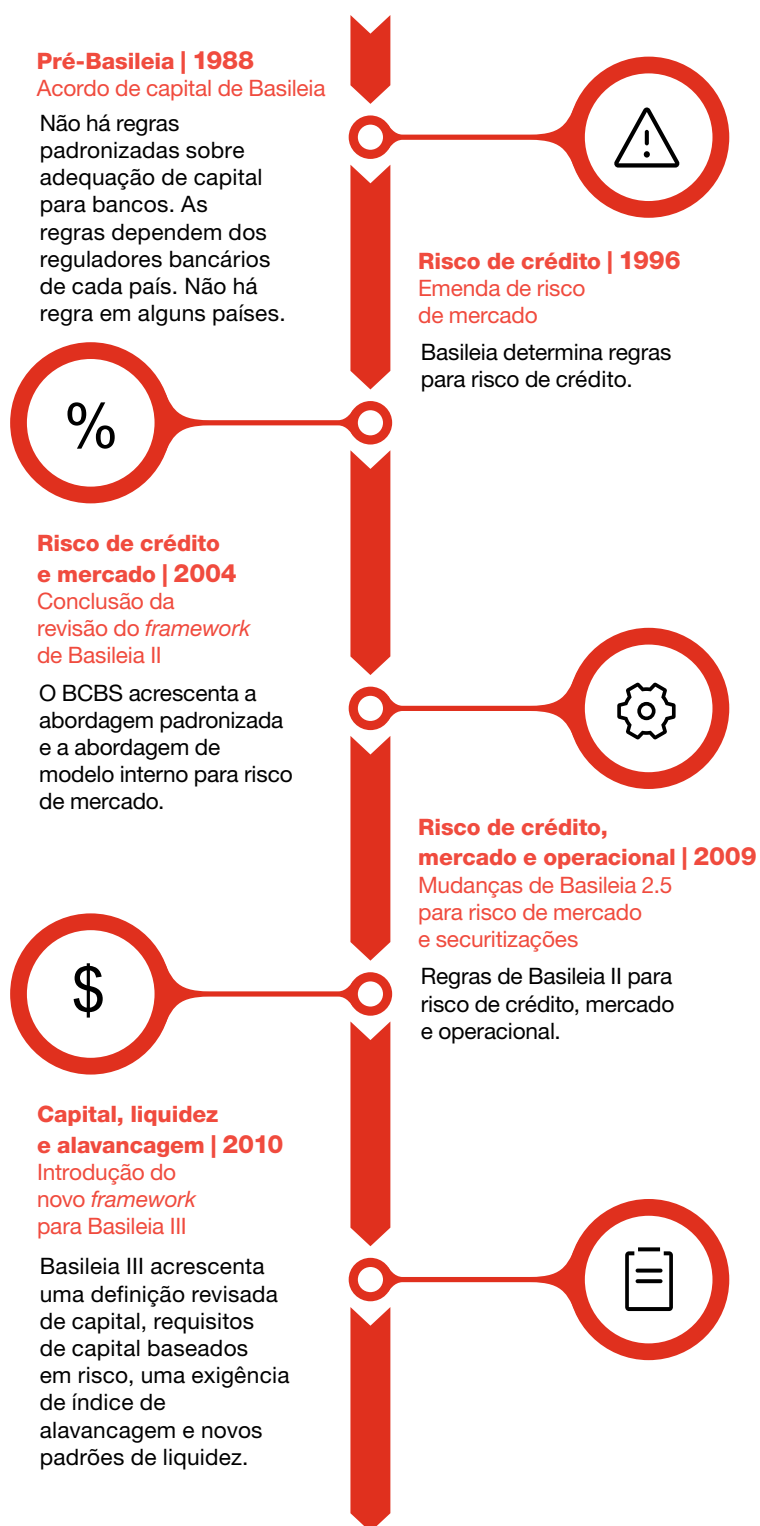 Pré-Basileia | 1988
Acordo de capital de Basileia
Não há regras
padronizadas sobre
adequação de capital
para bancos. As
regras dependem dos
reguladores bancários
de cada país. Não há
regra em alguns países.
Risco de crédito | 1996
Emenda de risco
de mercado
Basileia determina regras
para risco de crédito.
%
Risco de crédito
e mercado | 2004
Conclusão da
revisão do framework
de Basileia II
O BCBS acrescenta a
abordagem padronizada
e a abordagem de
modelo interno para risco
de mercado.
Risco de crédito,
mercado e operacional | 2009
Mudanças de Basileia 2.5
para risco de mercado
e securitizações
Regras de Basileia II para
risco de crédito, mercado
e operacional.
$
Capital, liquidez
e alavancagem | 2010
Introdução do
novo framework
para Basileia III
Basileia III acrescenta
uma definição revisada
de capital, requisitos
de capital baseados
em risco, uma exigência
de índice de
alavancagem e novos
padrões de liquidez.